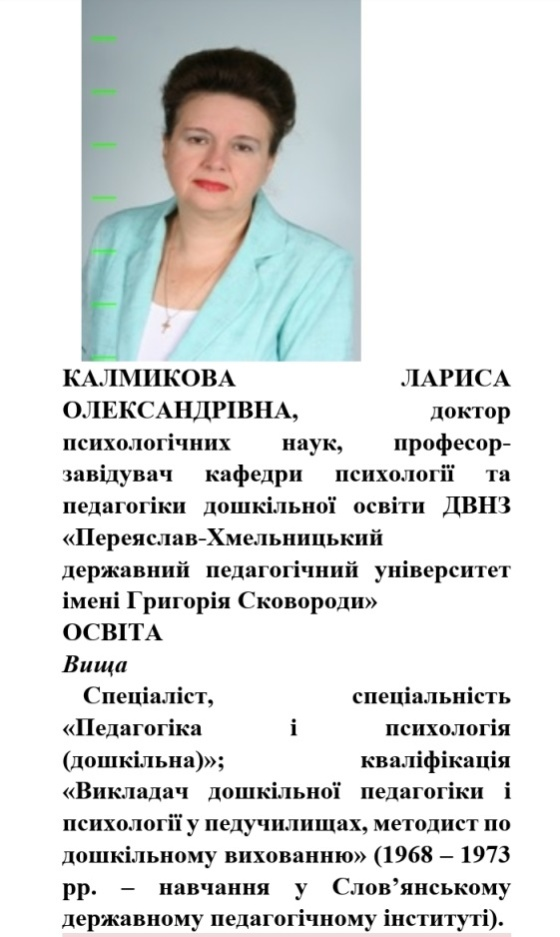 КАЛМИКОВА ЛАРИСА
ОЛЕКСАНДРІВНА, доктор
психологічних наук, професор-
завідувач кафедри психології та
педагогіки дошкільної освіти ДВНЗ
«Переяслав-Хмельницький
державний педагогічний університет
імені Григорія Сковороди»
ОСВІТА
Вища
Спеціаліст, спеціальність
«Педагогіка і психологія
(дошкільна)»; кваліфікація
«Викладач дошкільної педагогіки і
психології у педучилищах, методист по
дошкільному вихованню» (1968 – 1973
рр. – навчання у Слов’янському
державному педагогічному інституті).